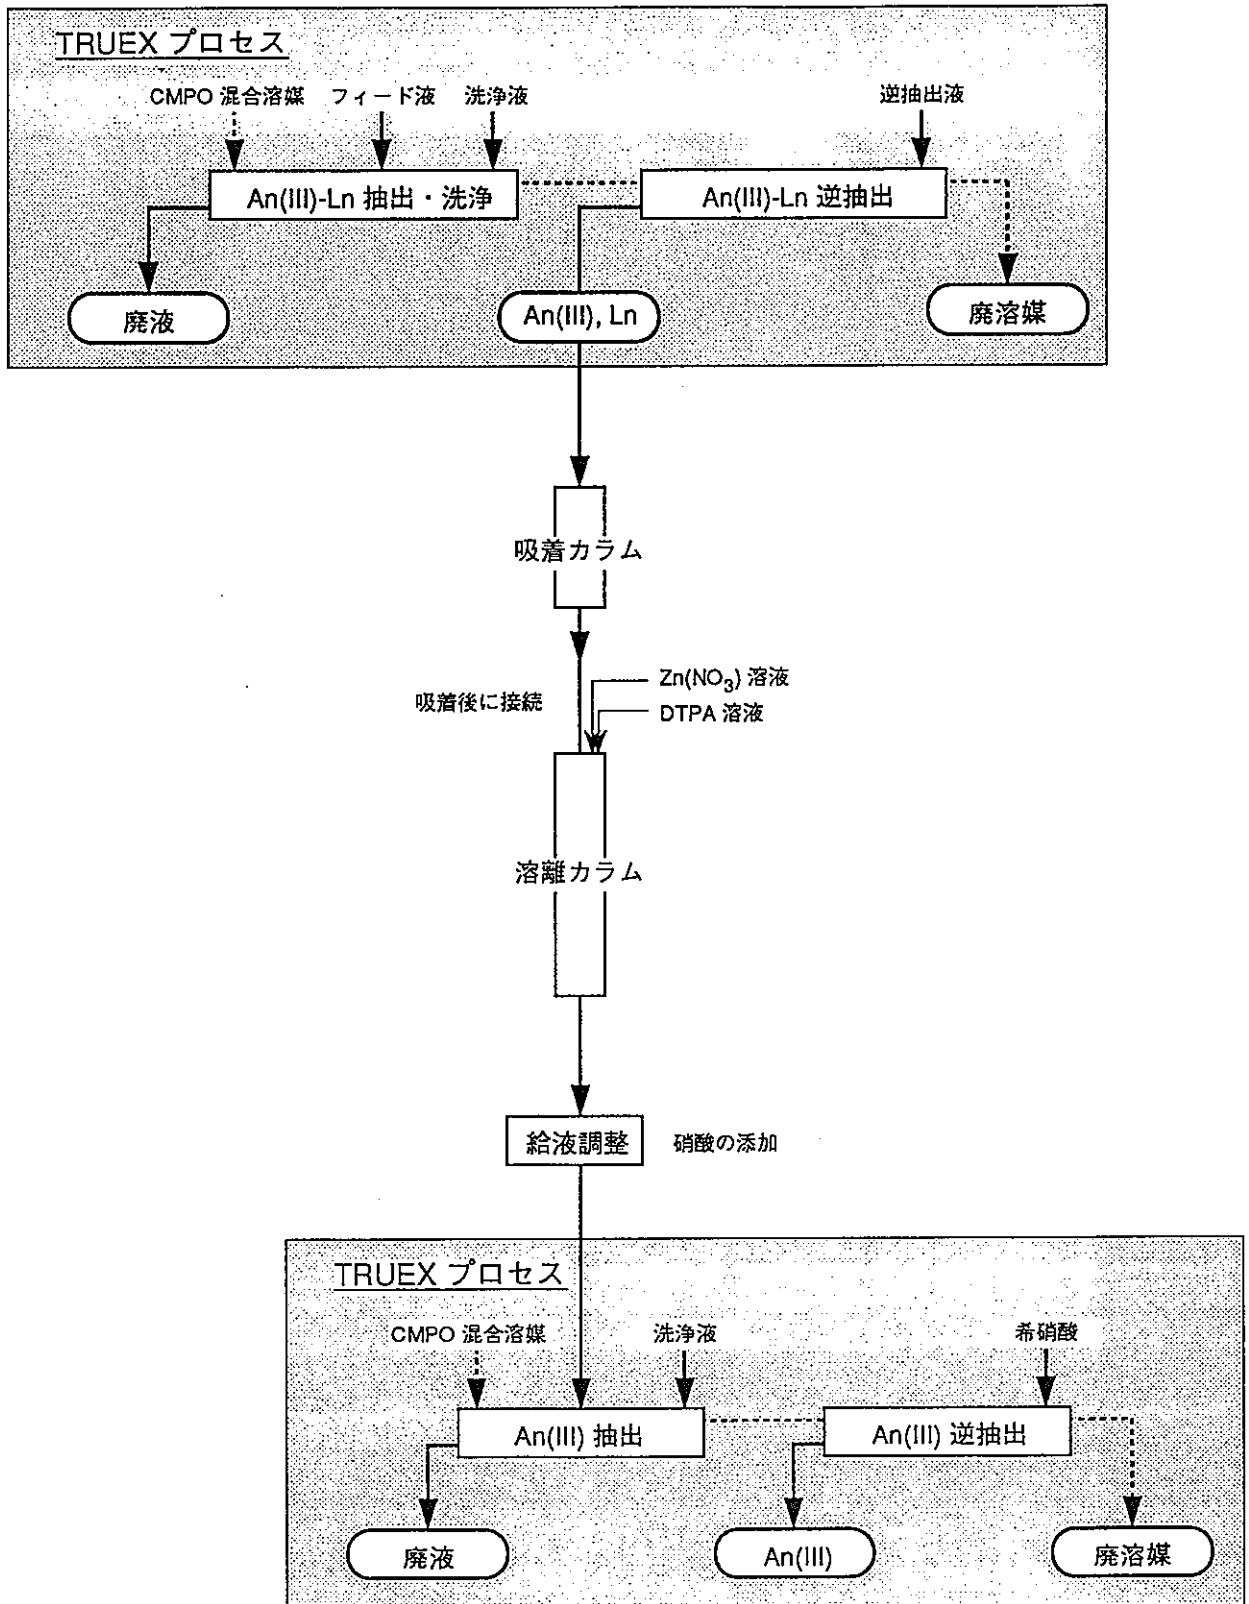 TRUEX プロセス
CMPO 混合溶媒 フィード液 洗浄液 逆抽出液
An(III)-Ln 抽出・洗浄 An(III)-Ln 逆抽出
廃液 An(III), Ln 廃溶媒
吸着カラム
吸着後に接続
Zn(NO3) 溶液
DTPA 溶液
溶離カラム
給液調整 硝酸の添加
TRUEX プロセス
CMPO 混合溶媒 洗浄液 希硝酸
An(III) 抽出 An(III) 逆抽出
廃液 An(III) 廃溶媒